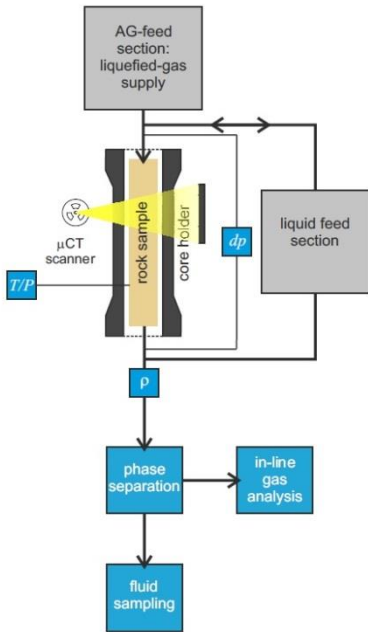 AG-feed
section:
liquefied-gas
supply
μCT
scanner
rock sample
core holder
dp
liquid feed
section
T/P
ρ
phase
separation
in-line
gas
analysis
fluid
sampling